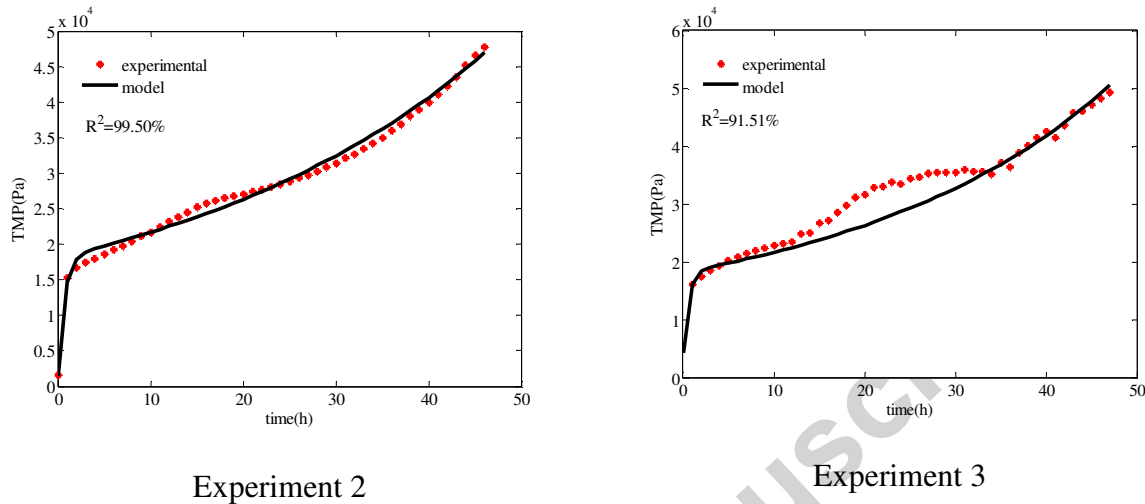 x 10^4
5
4.5
4
3.5
3
2.5
2
1.5
1
0.5
0
TMP(Pa)
experimental
model
R^2=99.50%
0 10 20 30 40 50
time(h)
Experiment 2
x 10^4
6
5
4
3
2
1
0
TMP(Pa)
experimental
model
R^2=91.51%
0 10 20 30 40 50
time(h)
Experiment 3
uscri